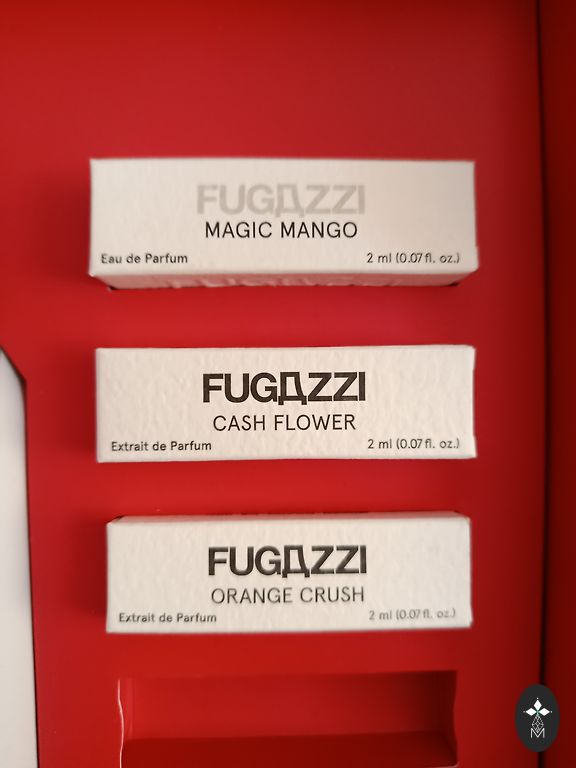 FUGAZZI
MAGIC MANGO
Eau de Parfum 2 ml (0.07 fl. oz.)
FUGAZZI
CASH FLOWER
Extrait de Parfum 2 ml (0.07 fl. oz.)
FUGAZZI
ORANGE CRUSH
Extrait de Parfum 2 ml (0.07 fl. oz.)
M